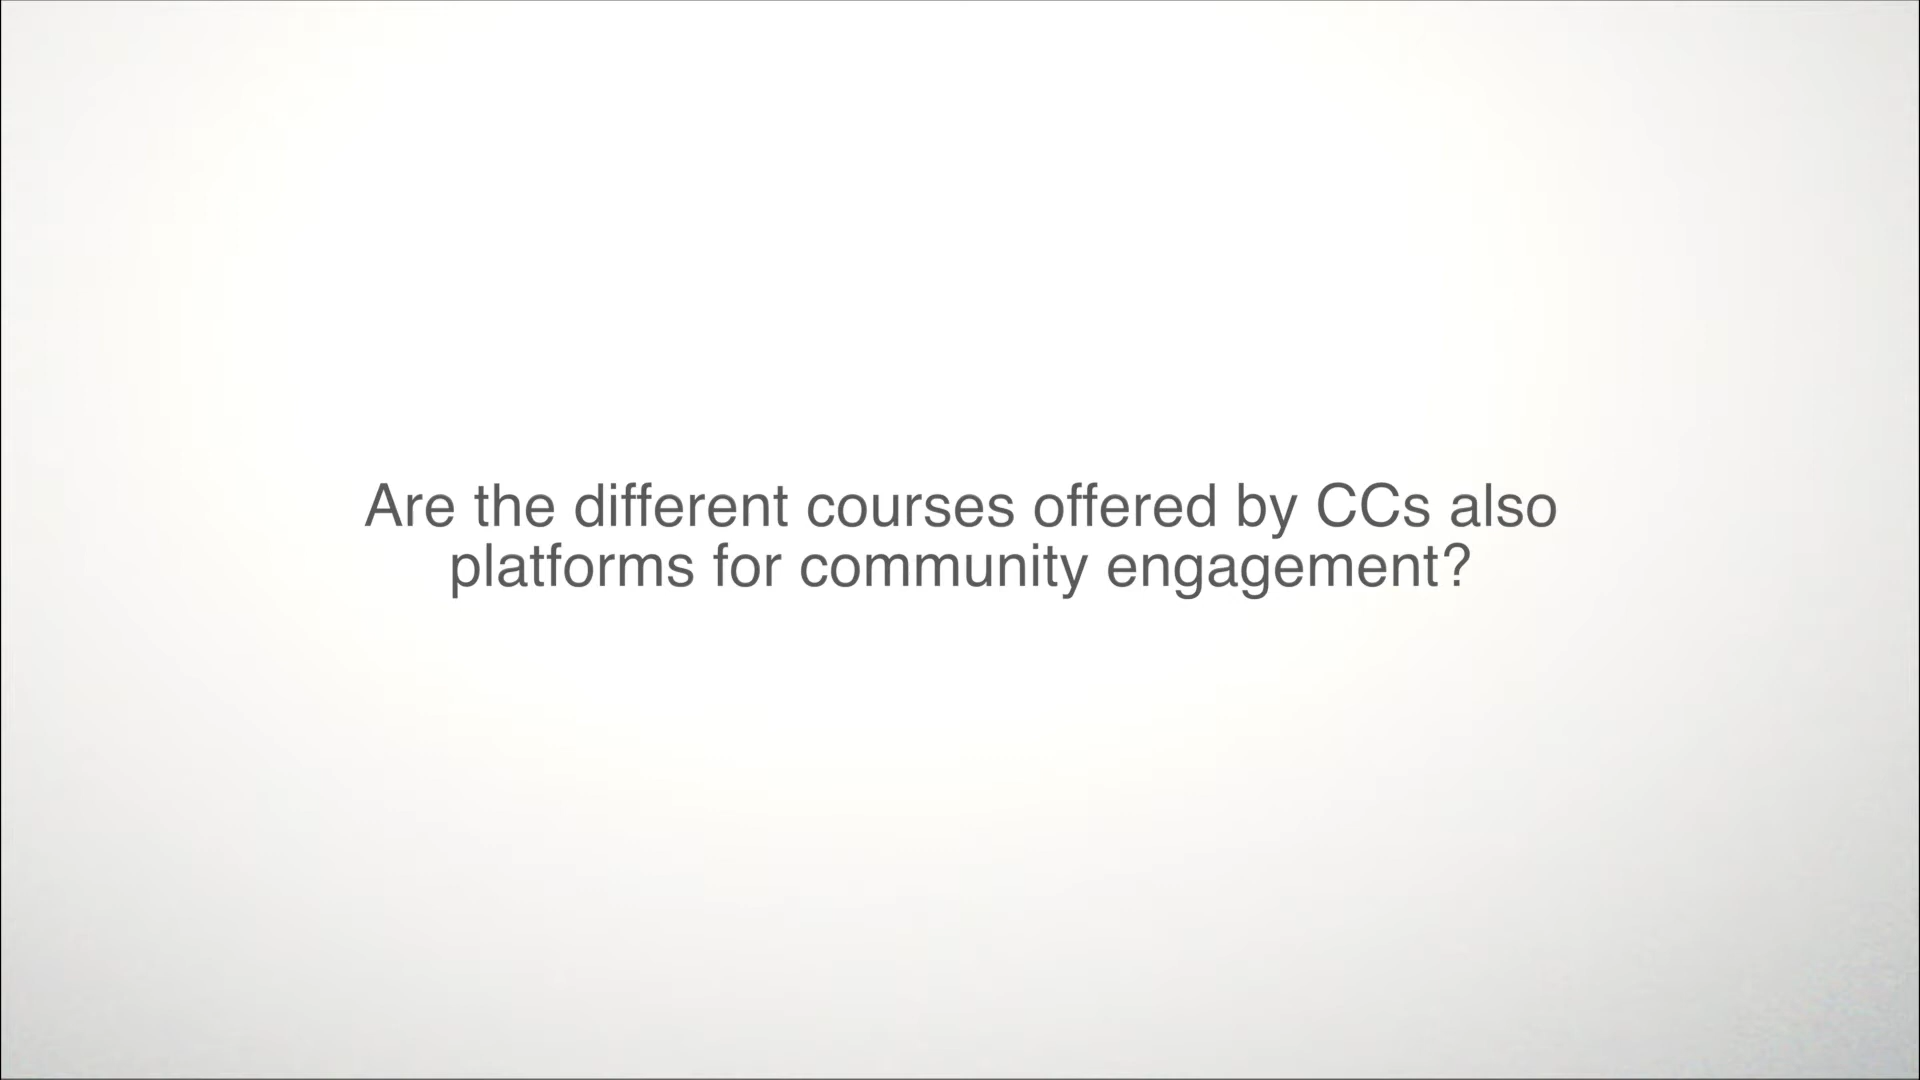 Are the different courses offered by CCs also
platforms for community engagement?